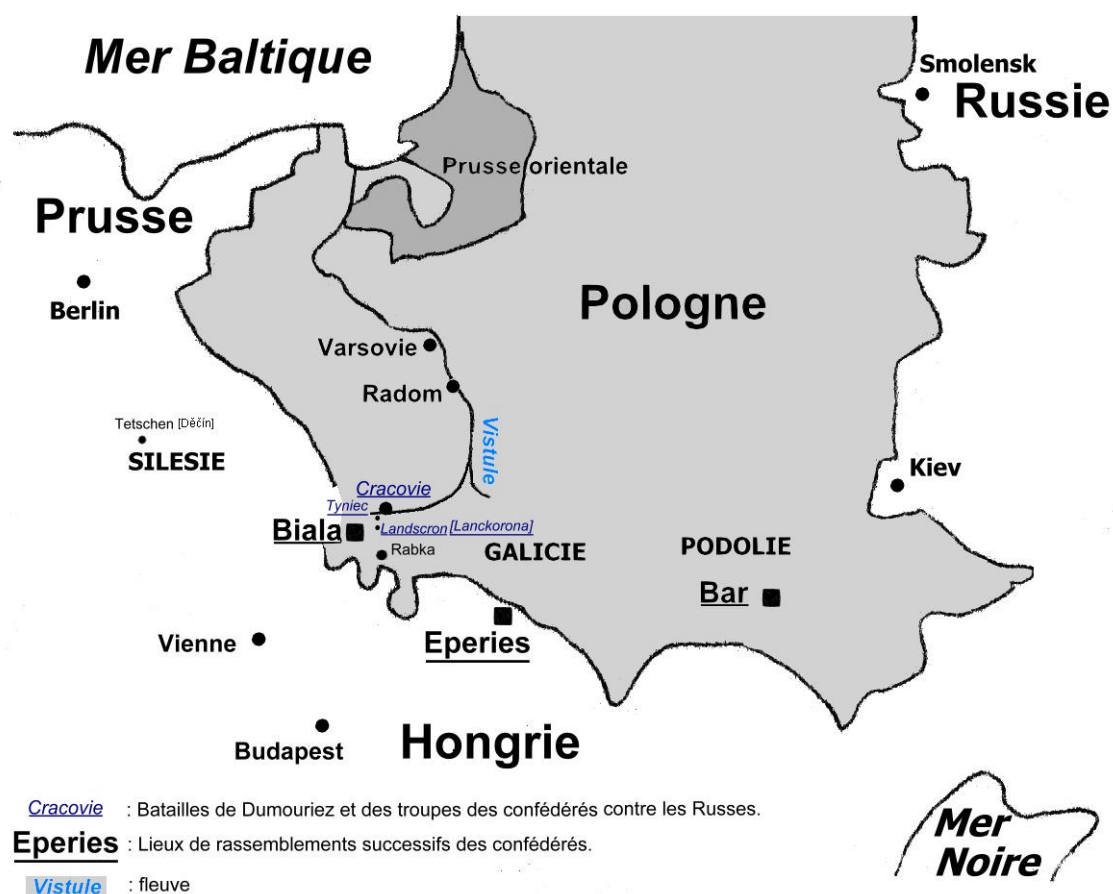 Mer Baltique
Smolensk
Russie
Prusse orientale
Prusse
Berlin
Pologne
Varsovie
Radom
Tetschen [Děčín]
SILESIE
Vistule
Kiev
Cracovie
Tyniec
Biala
Landscron [Lanckorona]
Rabka
GALICIE
PODOLIE
Bar
Vienne
Eperies
Budapest
Hongrie
Cracovie : Batailles de Dumouriez et des troupes des confédérés contre les Russes.
Eperies : Lieux de rassemblements successifs des confédérés.
Vistule : fleuve
Mer
Noire